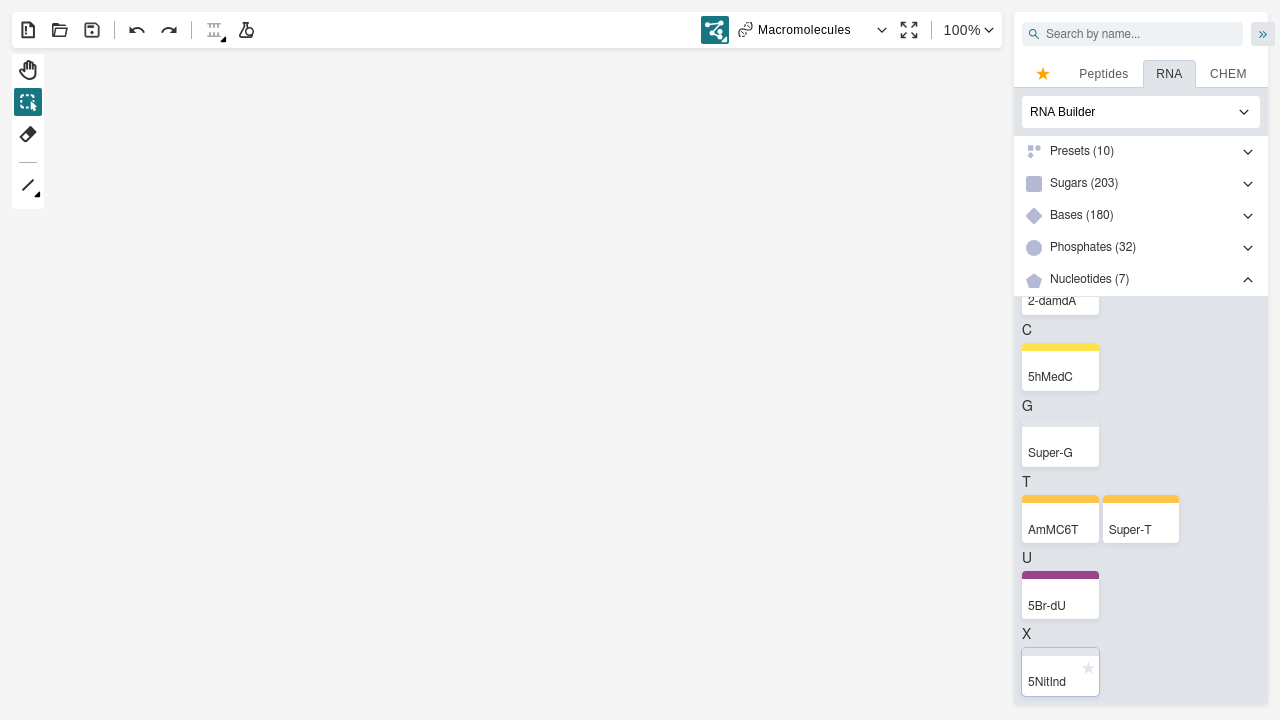 Macromolecules
100%
Search by name...
Peptides
RNA
CHEM
RNA Builder
Presets (10)
Sugars (203)
Bases (180)
Phosphates (32)
Nucleotides (7)
2-damdA
C
5hMedC
G
Super-G
T
AmMC6T
Super-T
U
5Br-dU
X
5NitInd